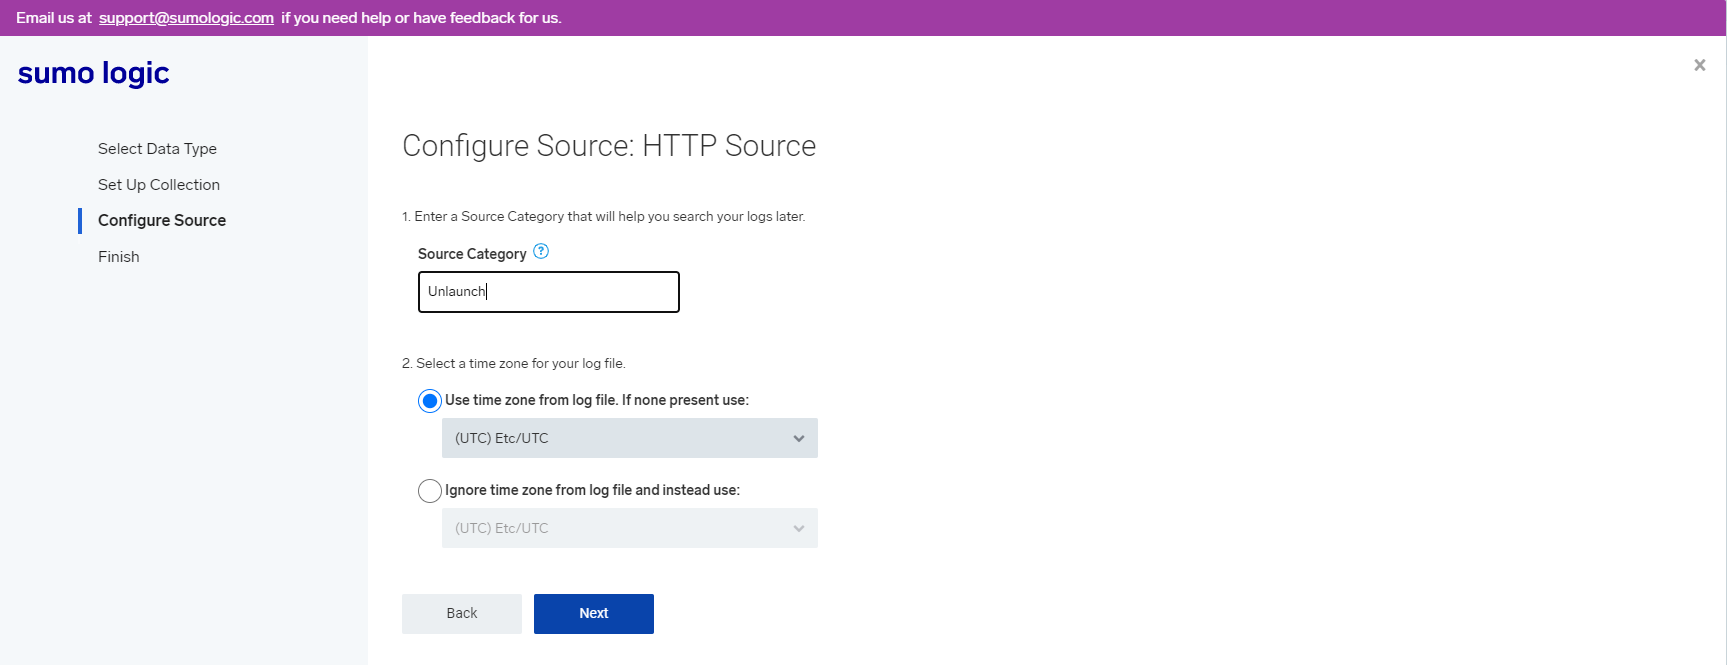 Email us at support@sumologic.com if you need help or have feedback for us.
sumo logic
Select Data Type
Set Up Collection
Configure Source
Finish
Configure Source: HTTP Source
1. Enter a Source Category that will help you search your logs later.
Source Category ?
Unlaunch
2. Select a time zone for your log file.
Use time zone from log file. If none present use:
(UTC) Etc/UTC
Ignore time zone from log file and instead use:
(UTC) Etc/UTC
Back Next